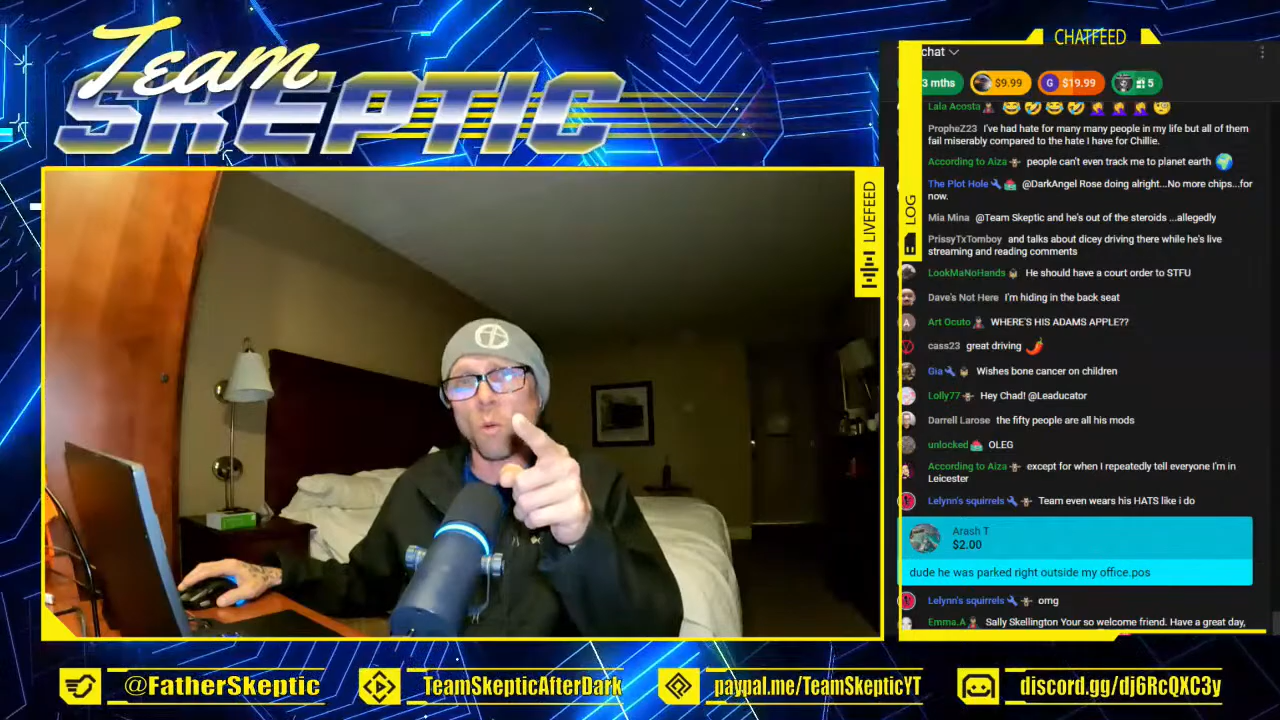 Team
SKEPTIC
CHATFEED
chat
3 mths
$9.99
G
$19.99
5
LIVEFEED
LOG
Lala Acosta
PropheZ23 I've had hate for many many people in my life but all of them
fail miserably compared to the hate I have for Chillie.
According to Aiza people can't even track me to planet earth
The Plot Hole @DarkAngel Rose doing alright...No more chips...for
now.
Mia Mina @Team Skeptic and he's out of the steroids ...allegedly
PrissyTxTomboy and talks about dicey driving there while he's live
streaming and reading comments
LookMaNoHands He should have a court order to STFU
Dave's Not Here I'm hiding in the back seat
A
Art Ocuto WHERE'S HIS ADAMS APPLE??
cass23 great driving
Gia Wishes bone cancer on children
Lolly77 Hey Chad! @Leaducator
Darrell Larose the fifty people are all his mods
unlocked OLEG
According to Aiza except for when I repeatedly tell everyone I'm in
Leicester
Lelynn's squirrels Team even wears his HATS like i do
Arash T
$2.00
dude he was parked right outside my office.pos
Lelynn's squirrels omg
Emma.A Sally Skellington Your so welcome friend. Have a great day,
@FatherSkeptic
TeamSkepticAfterDark
paypal.me/TeamSkepticYT
discord.gg/dj6RcQXC3y